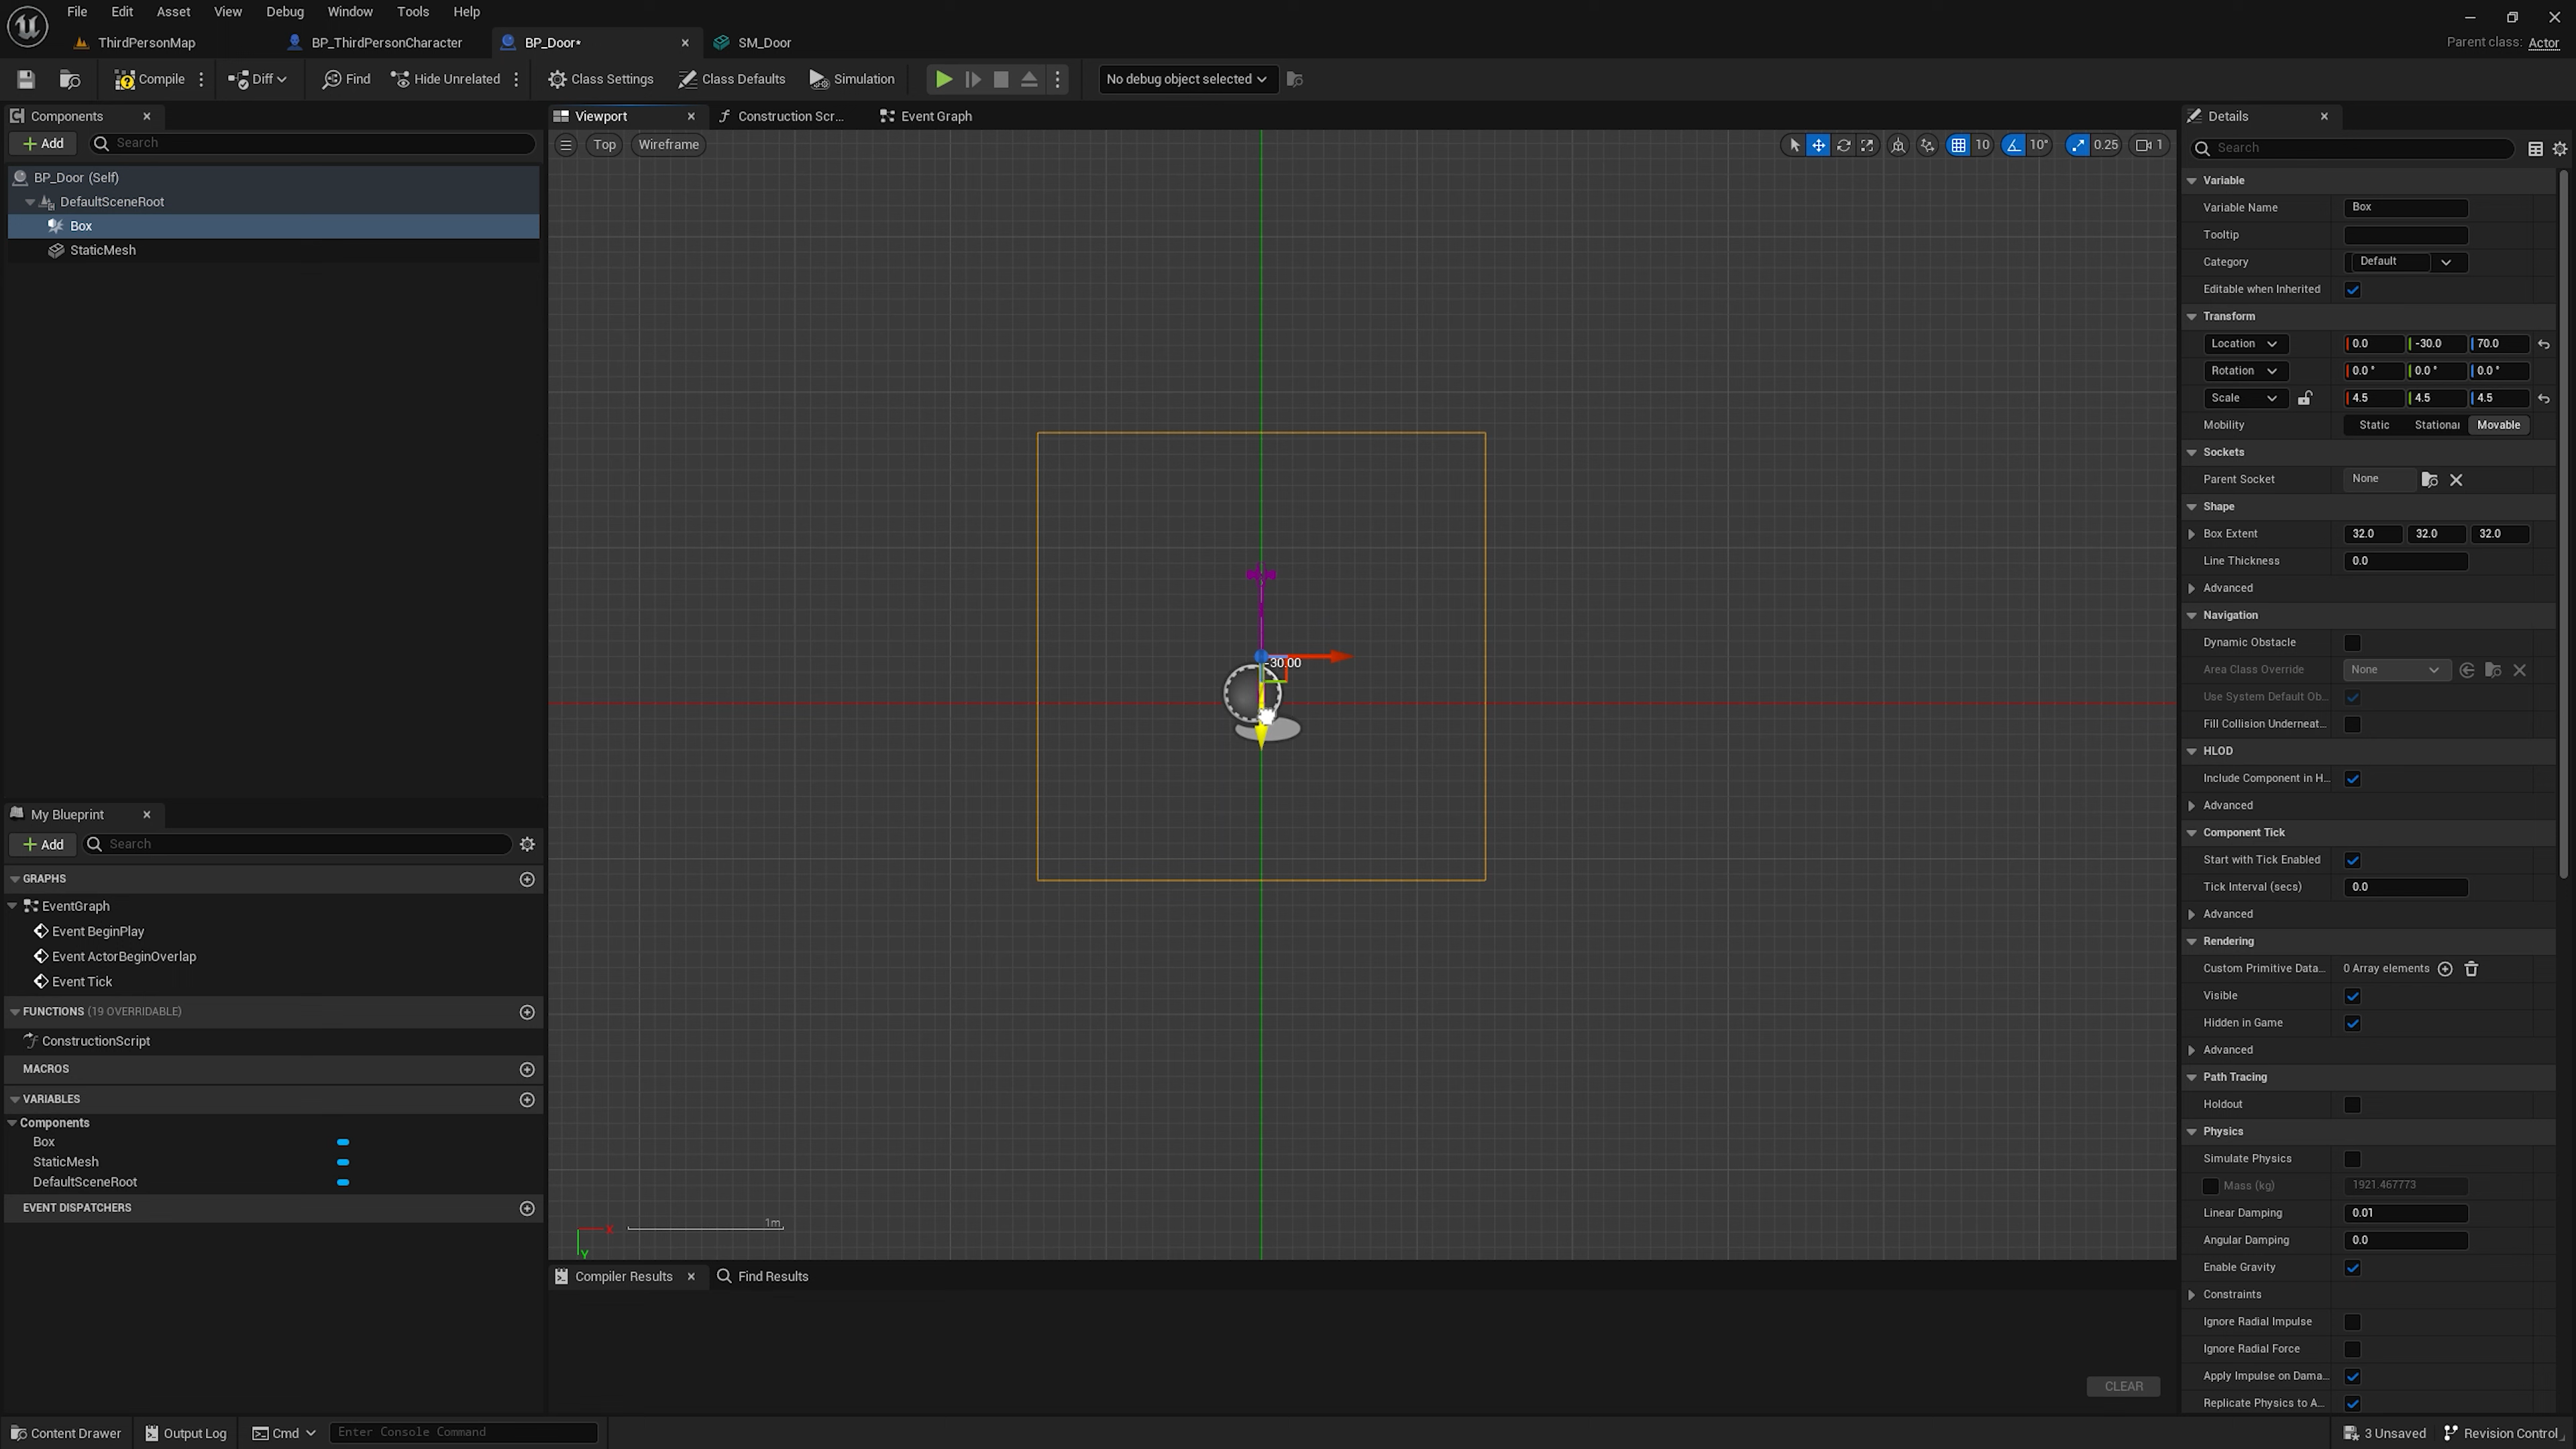 File Edit Asset View Debug Window Tools Help
ThirdPersonMap BP_ThirdPersonCharacter BP_Door* SM_Door
Parent class: Actor
Compile Diff Find Hide Unrelated Class Settings Class Defaults Simulation No debug object selected
Components
Add Search
BP_Door (Self)
DefaultSceneRoot
Box
StaticMesh
My Blueprint
Add Search
GRAPHS
EventGraph
Event BeginPlay
Event ActorBeginOverlap
Event Tick
FUNCTIONS (19 OVERRIDABLE)
ConstructionScript
MACROS
VARIABLES
Components
Box
StaticMesh
DefaultSceneRoot
EVENT DISPATCHERS
Viewport Construction Scr... Event Graph
Top Wireframe
10 10° 0.25 1
-30.00
X
Y
1m
Compiler Results Find Results
CLEAR
Details
Search
Variable
Variable Name Box
Tooltip
Category Default
Editable when Inherited
Transform
Location 0.0 -30.0 70.0
Rotation 0.0° 0.0° 0.0°
Scale 4.5 4.5 4.5
Mobility Static Stationar Movable
Sockets
Parent Socket None
Shape
Box Extent 32.0 32.0 32.0
Line Thickness 0.0
Advanced
Navigation
Dynamic Obstacle
Area Class Override None
Use System Default Ob...
Fill Collision Underneat...
HLOD
Include Component in H...
Advanced
Component Tick
Start with Tick Enabled
Tick Interval (secs) 0.0
Advanced
Rendering
Custom Primitive Data... 0 Array elements
Visible
Hidden in Game
Advanced
Path Tracing
Holdout
Physics
Simulate Physics
Mass (kg) 1921.467773
Linear Damping 0.01
Angular Damping 0.0
Enable Gravity
Constraints
Ignore Radial Impulse
Ignore Radial Force
Apply Impulse on Dama...
Replicate Physics to A...
Content Drawer Output Log Cmd Enter Console Command
3 Unsaved Revision Control